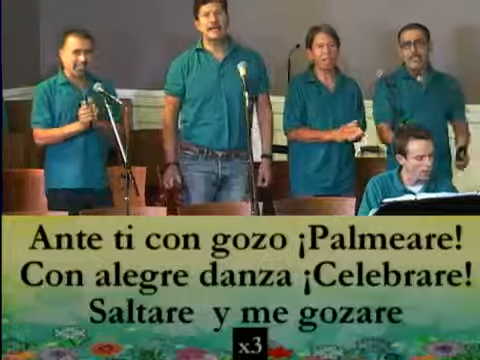 Ante ti con gozo ¡Palmeare!
Con alegre danza ¡Celebrare!
Saltare y me gozare
x3